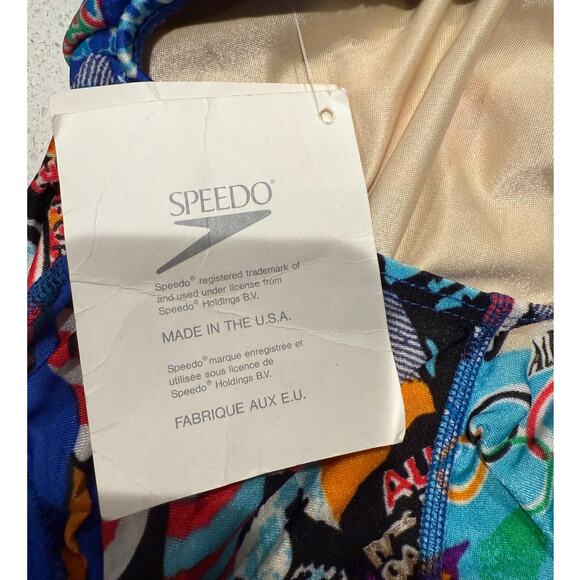 SPEEDO®
Speedo® registered trademark of
and used under license from
Speedo® Holdings B.V.
MADE IN THE U.S.A.
Speedo® marque enregistrée et
utilisée sous licence de
Speedo® Holdings B.V.
FABRIQUE AUX E.U.